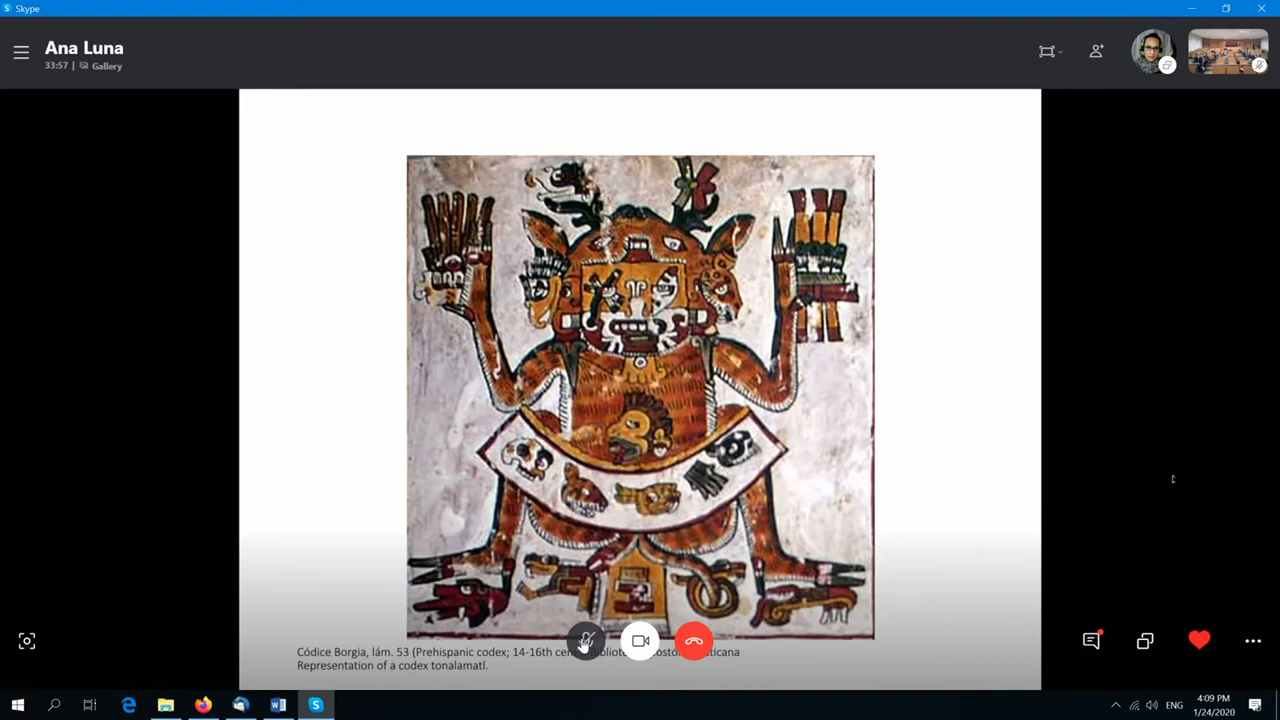 Skype
Ana Luna
33:57 | Gallery
Códice Borgia, lám. 53 (Prehispanic codex; 14-16th
Representation of a codex tonalamatl.
ENG
4:09 PM
1/24/2020